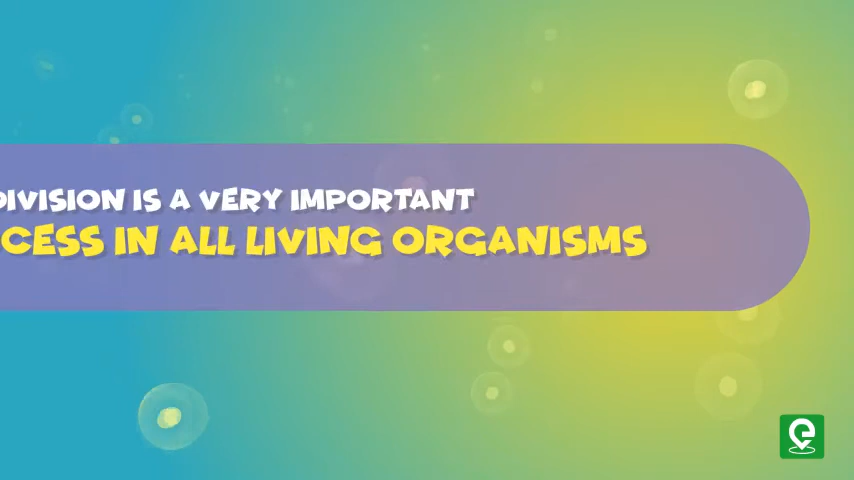 DIVISION IS A VERY IMPORTANT
CESS IN ALL LIVING ORGANISMS